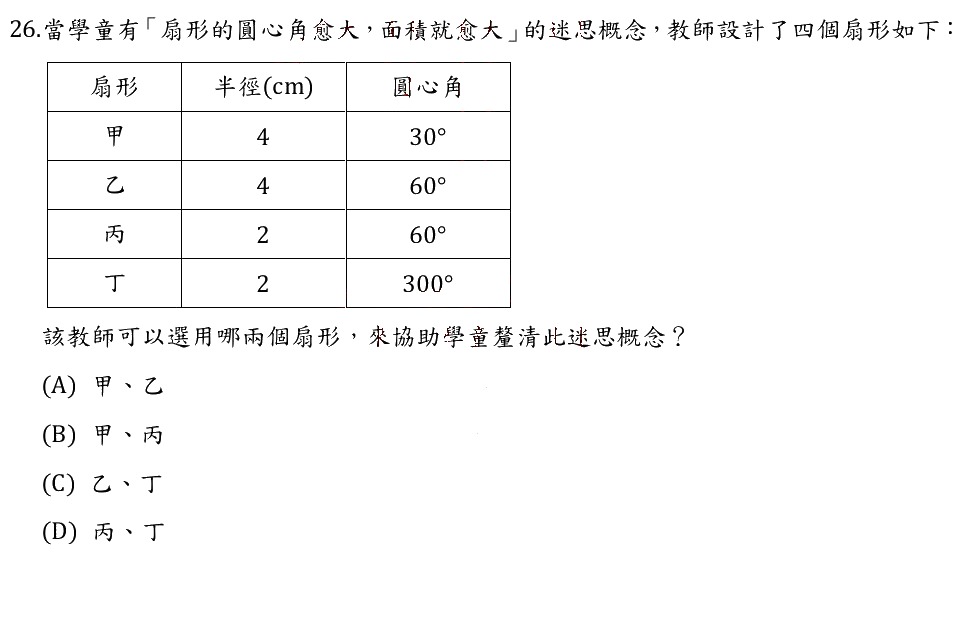 26.當學童有「扇形的圓心角愈大，面積就愈大」的迷思概念，教師設計了四個扇形如下：
扇形 半徑(cm) 圓心角
甲 4 30°
乙 4 60°
丙 2 60°
丁 2 300°
該教師可以選用哪兩個扇形，來協助學童釐清此迷思概念？
(A) 甲、乙
(B) 甲、丙
(C) 乙、丁
(D) 丙、丁